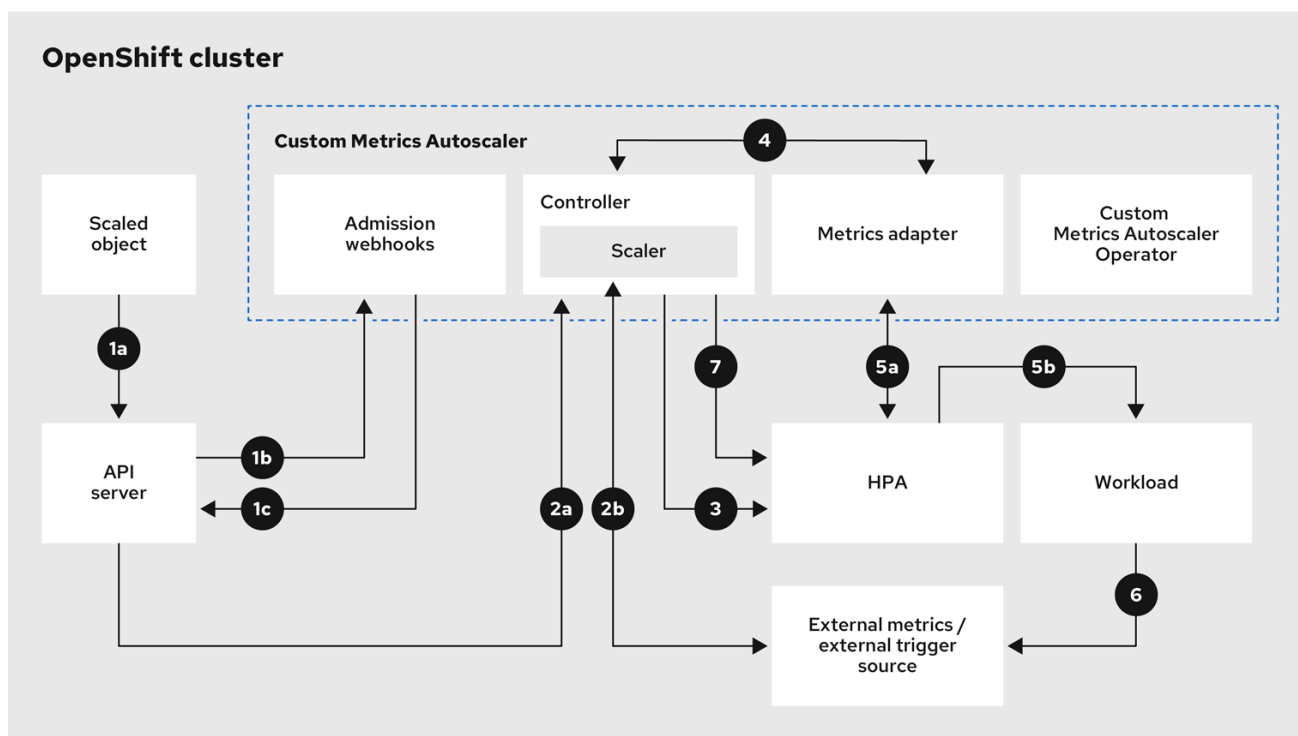 OpenShift cluster
Custom Metrics Autoscaler
4
Scaled
object
Admission
webhooks
Controller
Scaler
Metrics adapter
Custom
Metrics Autoscaler
Operator
1a
7
5a
5b
API
server
1b
1c
2a
2b
3
HPA
Workload
6
External metrics /
external trigger
source